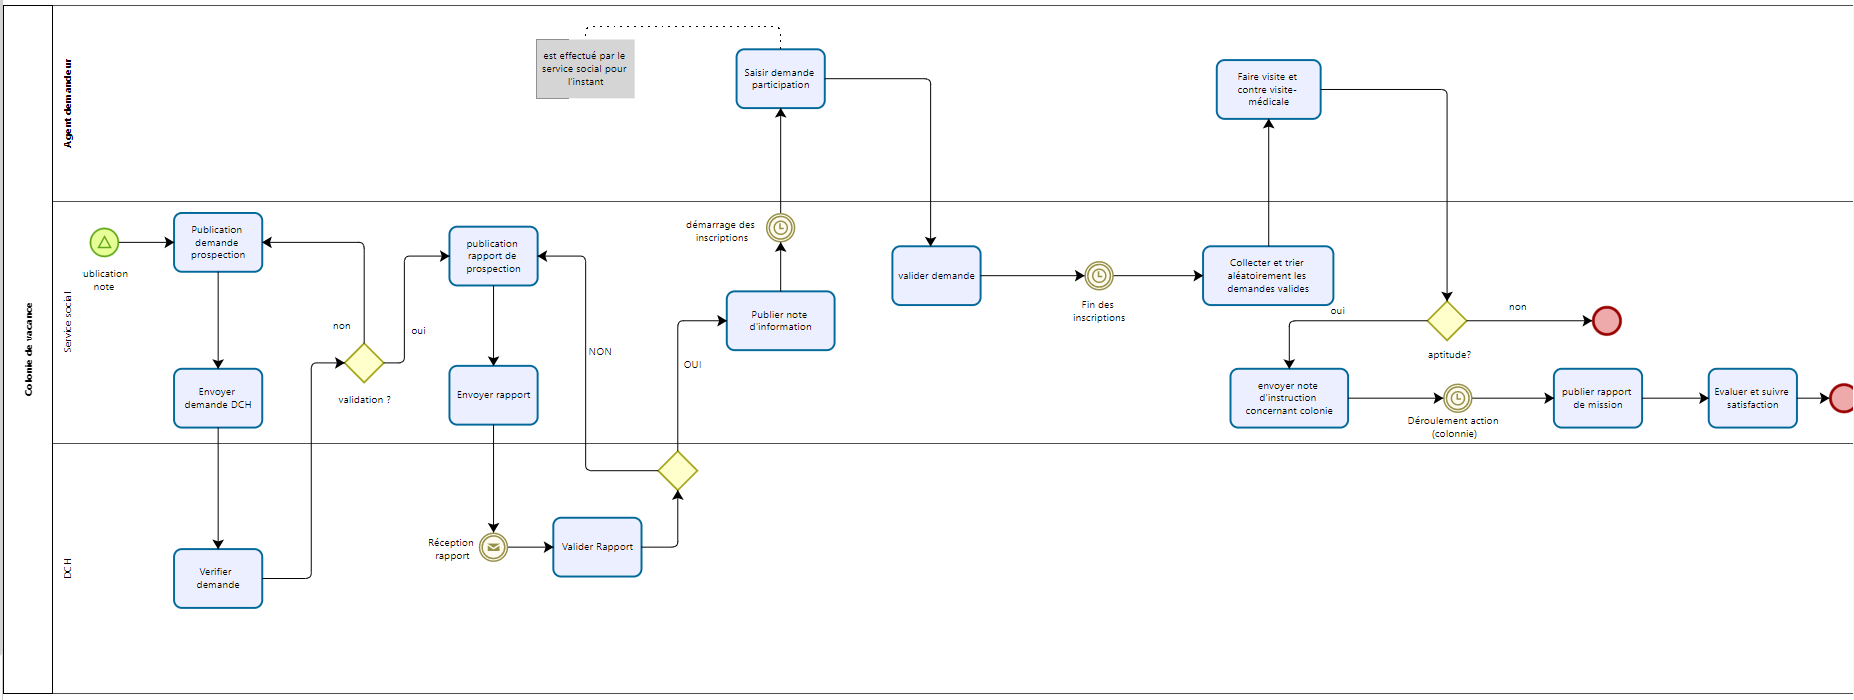 Colonie de vacance
Agent demandeur
est effectué par le
service social pour
l'instant
Saisir demande
participation
Faire visite et
contre visite-
médicale
Service social
ublication
note
Publication
demande
prospection
Envoyer
demande DCH
non
oui
validation ?
publication
rapport de
prospection
Envoyer rapport
NON
OUI
démarrage des
inscriptions
Publier note
d'information
valider demande
Fin des
inscriptions
Collecter et trier
aléatoirement les
demandes valides
oui
non
aptitude?
envoyer note
d'instruction
concernant colonie
Déroulement action
(colonnie)
publier rapport
de mission
Evaluer et suivre
satisfaction
DCH
Verifier
demande
Réception
rapport
Valider Rapport